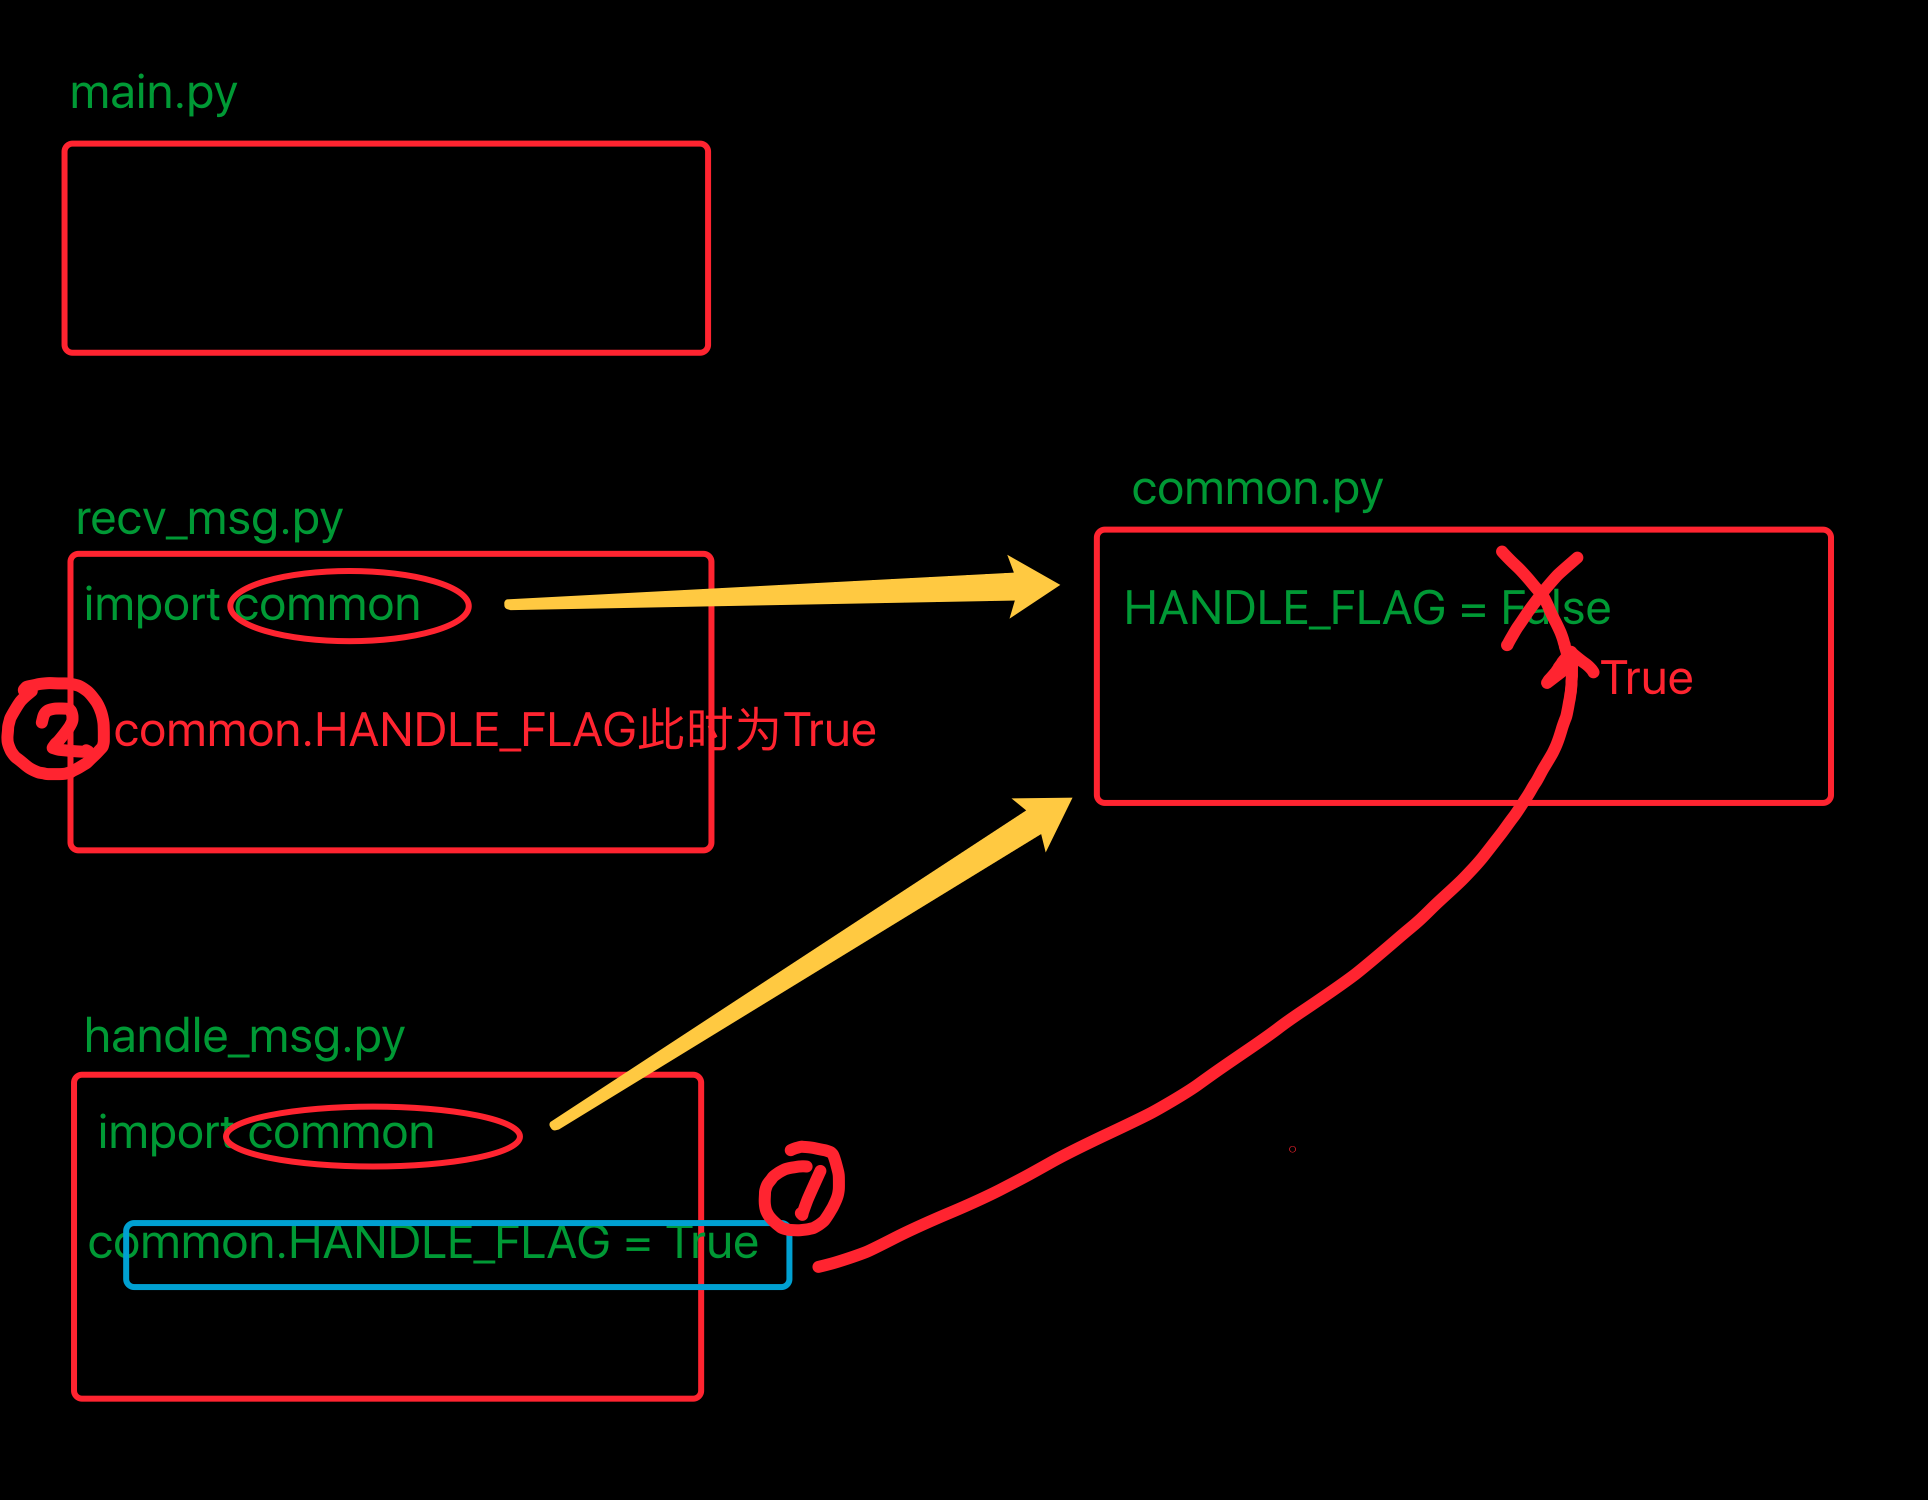 main.py
recv_msg.py
import common
2
common.HANDLE_FLAG此时为True
common.py
HANDLE_FLAG = False
True
handle_msg.py
import common
1
common.HANDLE_FLAG = True